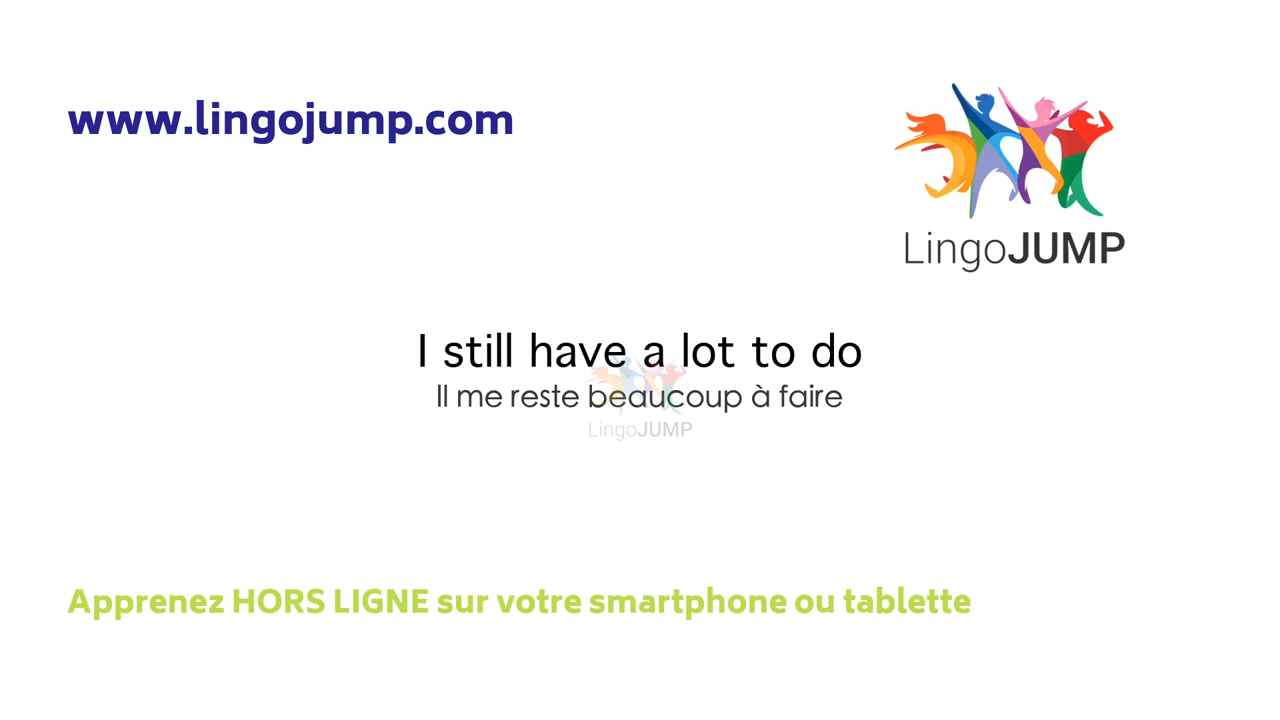 www.lingojump.com
LingoJUMP
I still have a lot to do
Il me reste beaucoup à faire
LingoJUMP
Apprenez HORS LIGNE sur votre smartphone ou tablette